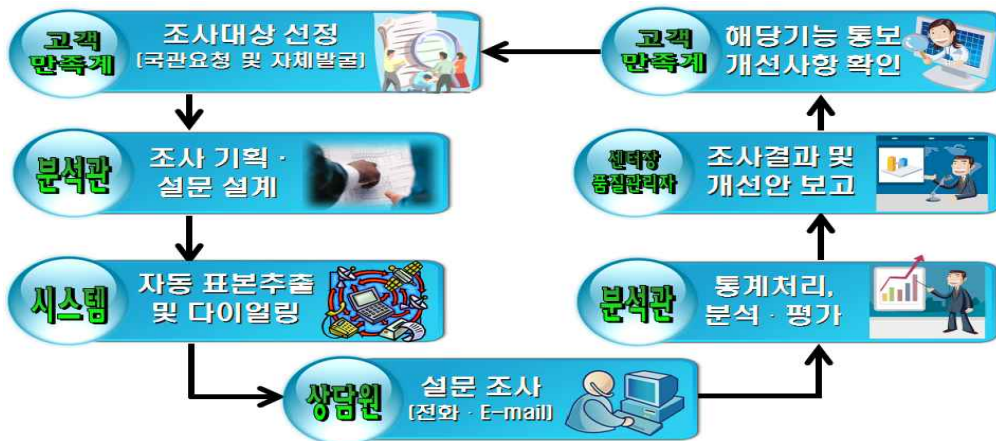 고객
만족계
조사대상 선정
(국관요청 및 자체발굴)
분석관
조사 기획 ·
설문 설계
시스템
자동 표본추출
및 다이얼링
상담원
설문 조사
(전화 · E-mail)
분석관
통계처리,
분석 · 평가
센터장
품질관리자
조사결과 및
개선안 보고
고객
만족계
해당기능 통보
개선사항 확인